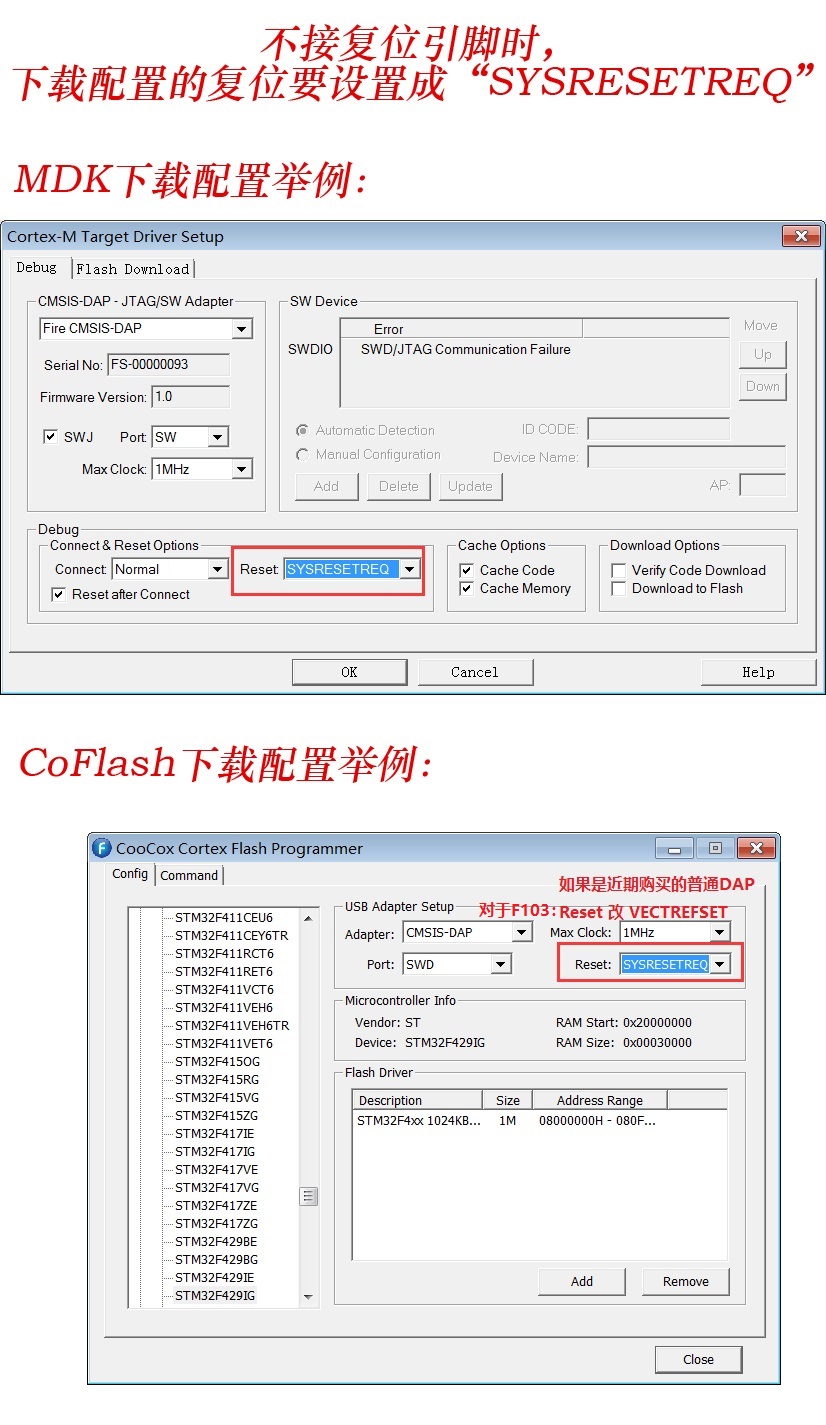 不接复位引脚时，
下载配置的复位要设置成“SYSRESETREQ”
MDK下载配置举例：
Cortex-M Target Driver Setup
Debug
Flash Download
CMSIS-DAP - JTAG/SW Adapter
Fire CMSIS-DAP
Serial No: FS-00000093
Firmware Version: 1.0
SWJ Port: SW
Max Clock: 1MHz
SW Device
Error
SWDIO
SWD/JTAG Communication Failure
Move
Up
Down
Automatic Detection
Manual Configuration
ID CODE:
Device Name:
Add
Delete
Update
AP:
Debug
Connect & Reset Options
Connect: Normal
Reset: SYSRESETREQ
Reset after Connect
Cache Options
Cache Code
Cache Memory
Download Options
Verify Code Download
Download to Flash
OK
Cancel
Help
CoFlash下载配置举例：
F
CooCox Cortex Flash Programmer
Config
Command
如果是近期购买的普通DAP
对于F103：Reset 改 VECTREFSET
STM32F411CEU6
STM32F411CEY6TR
STM32F411RCT6
STM32F411RET6
STM32F411VCT6
STM32F411VEH6
STM32F411VEH6TR
STM32F411VET6
STM32F415OG
STM32F415RG
STM32F415VG
STM32F415ZG
STM32F417IE
STM32F417IG
STM32F417VE
STM32F417VG
STM32F417ZE
STM32F417ZG
STM32F429BE
STM32F429BG
STM32F429IE
STM32F429IG
USB Adapter Setup
Adapter: CMSIS-DAP
Max Clock: 1MHz
Port: SWD
Reset: SYSRESETREQ
Microcontroller Info
Vendor: ST
RAM Start: 0x20000000
Device: STM32F429IG
RAM Size: 0x00030000
Flash Driver
Description Size Address Range
STM32F4xx 1024KB... 1M 08000000H - 080F...
Add
Remove
Close